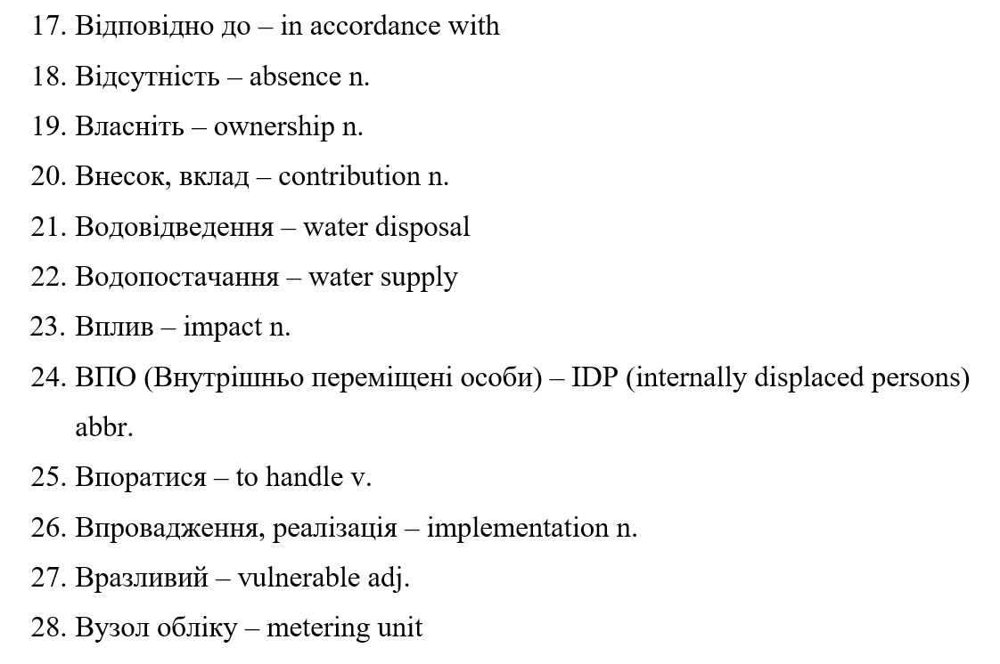 17. Відповідно до – in accordance with
18. Відсутність – absence n.
19. Власніть – ownership n.
20. Внесок, вклад – contribution n.
21. Водовідведення – water disposal
22. Водопостачання – water supply
23. Вплив – impact n.
24. ВПО (Внутрішньо переміщені особи) – IDP (internally displaced persons)
abbr.
25. Впоратися – to handle v.
26. Впровадження, реалізація – implementation n.
27. Вразливий – vulnerable adj.
28. Вузол обліку – metering unit